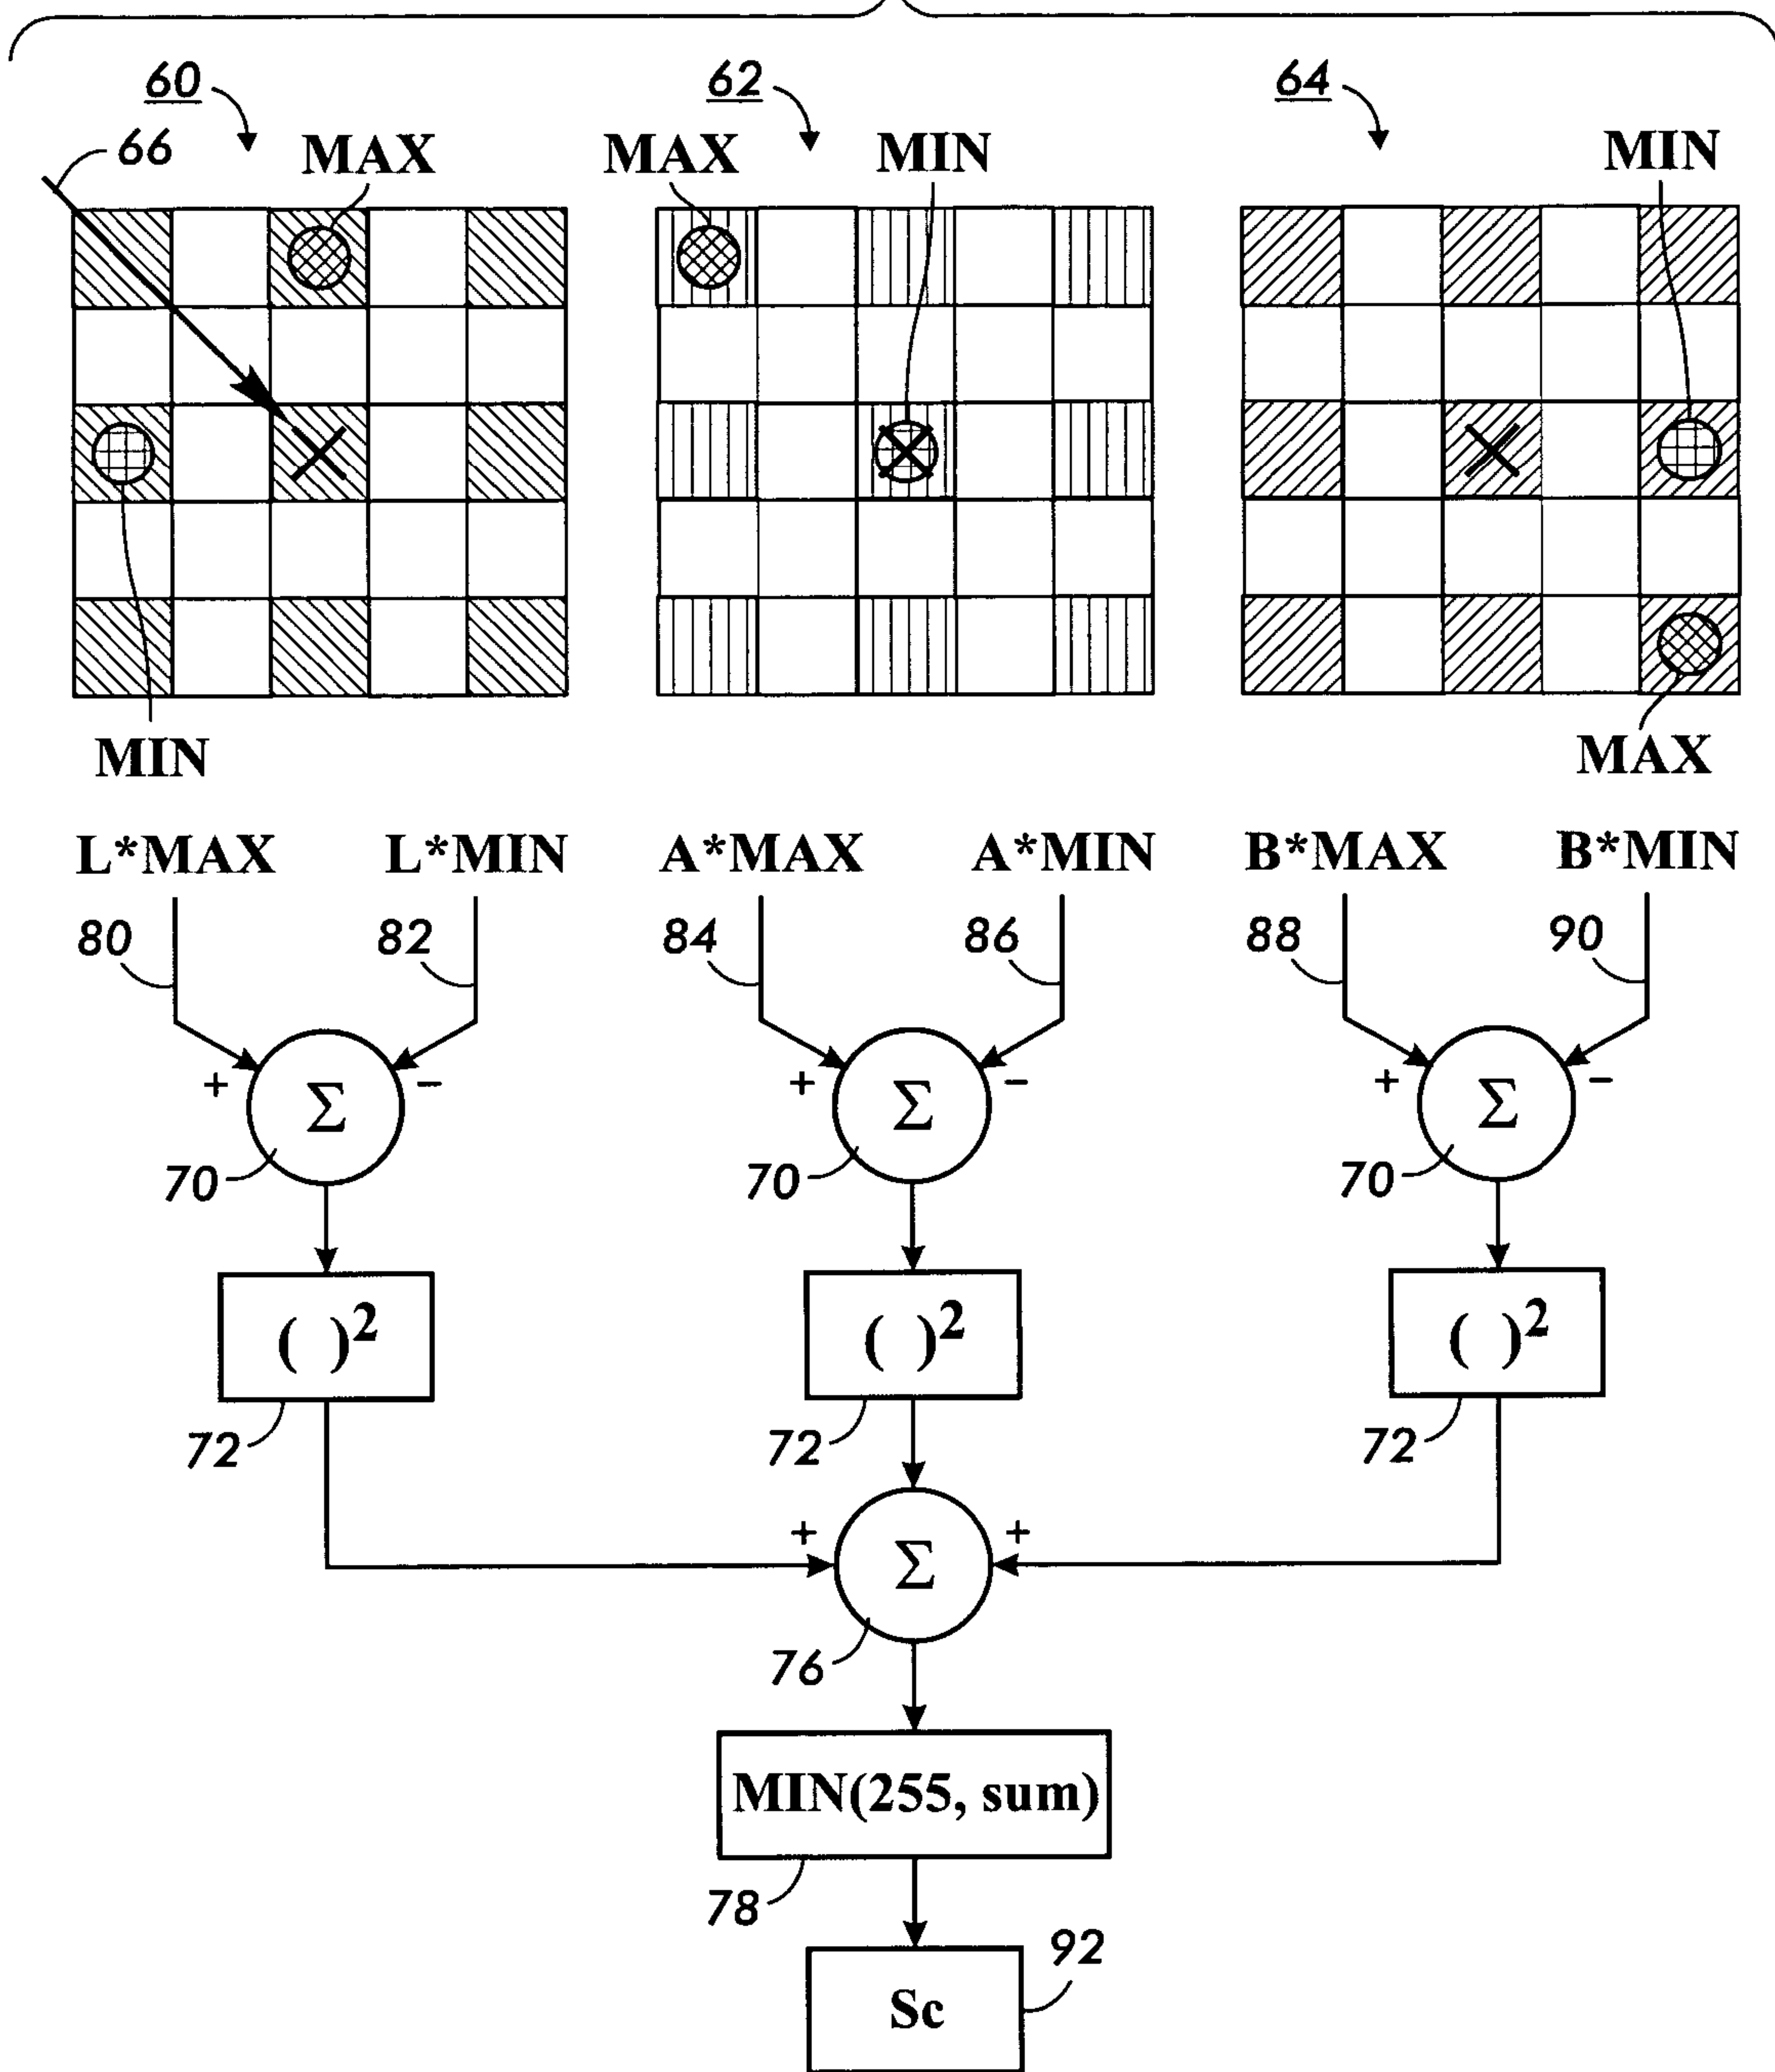 60 62 64
66 MAX MAX MIN MIN
MIN MAX
L*MAX L*MIN A*MAX A*MIN B*MAX B*MIN
80 82 84 86 88 90
+ Σ − + Σ − + Σ −
70 70 70
( )² ( )² ( )²
72 72 72
+ Σ +
76
MIN(255, sum)
78
92
Sc